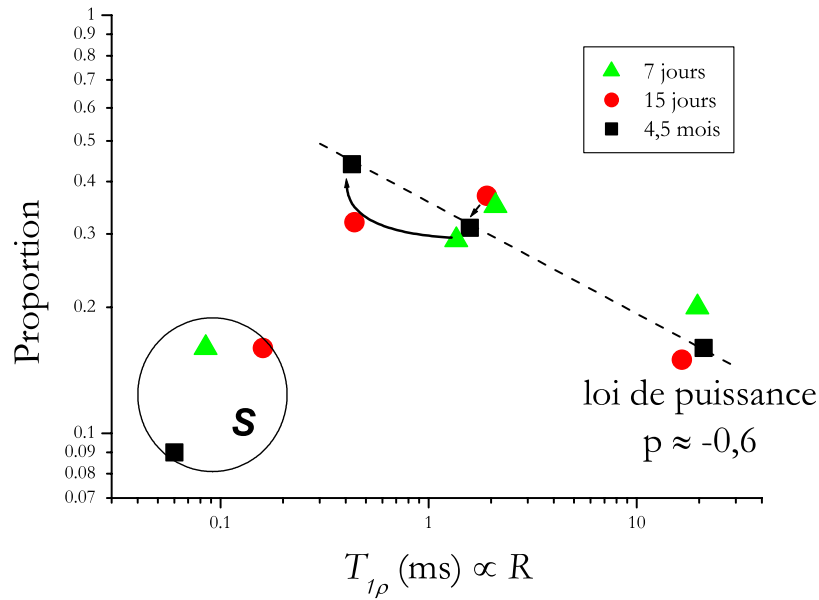 1
0.9
0.8
0.7
0.6
0.5
0.4
0.3
0.2
0.1
0.09
0.08
0.07
Proportion
7 jours
15 jours
4,5 mois
S
loi de puissance
p ≈ -0,6
0.1 1 10
T1ρ (ms) ∝ R